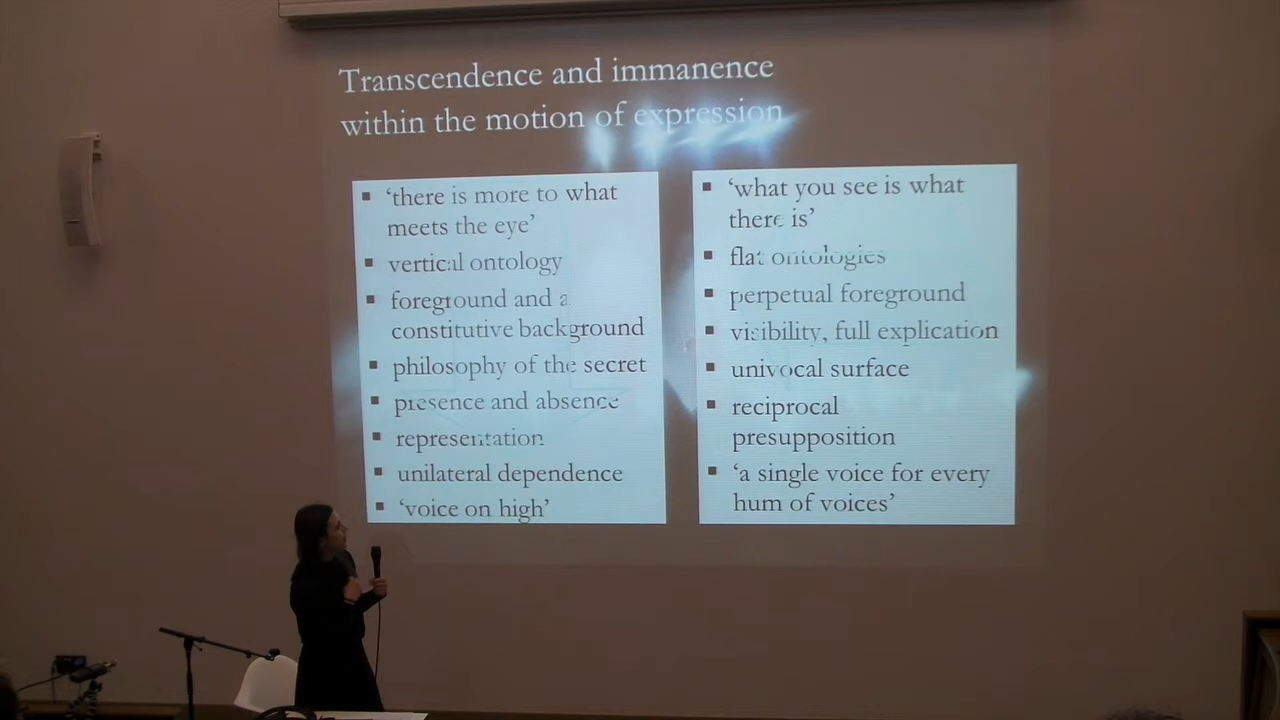 Transcendence and immanence
within the motion of expression
▪ ‘there is more to what
meets the eye’
▪ vertical ontology
▪ foreground and a
constitutive background
▪ philosophy of the secret
▪ presence and absence
▪ representation
▪ unilateral dependence
▪ ‘voice on high’
▪ ‘what you see is what
there is’
▪ flat ontologies
▪ perpetual foreground
▪ visibility, full explication
▪ univocal surface
▪ reciprocal
presupposition
▪ ‘a single voice for every
hum of voices’